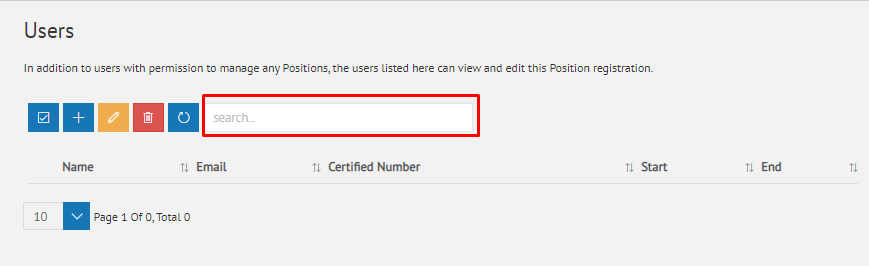 Users
In addition to users with permission to manage any Positions, the users listed here can view and edit this Position registration.
search..
Name Email Certified Number Start End
10 Page 1 Of 0, Total 0